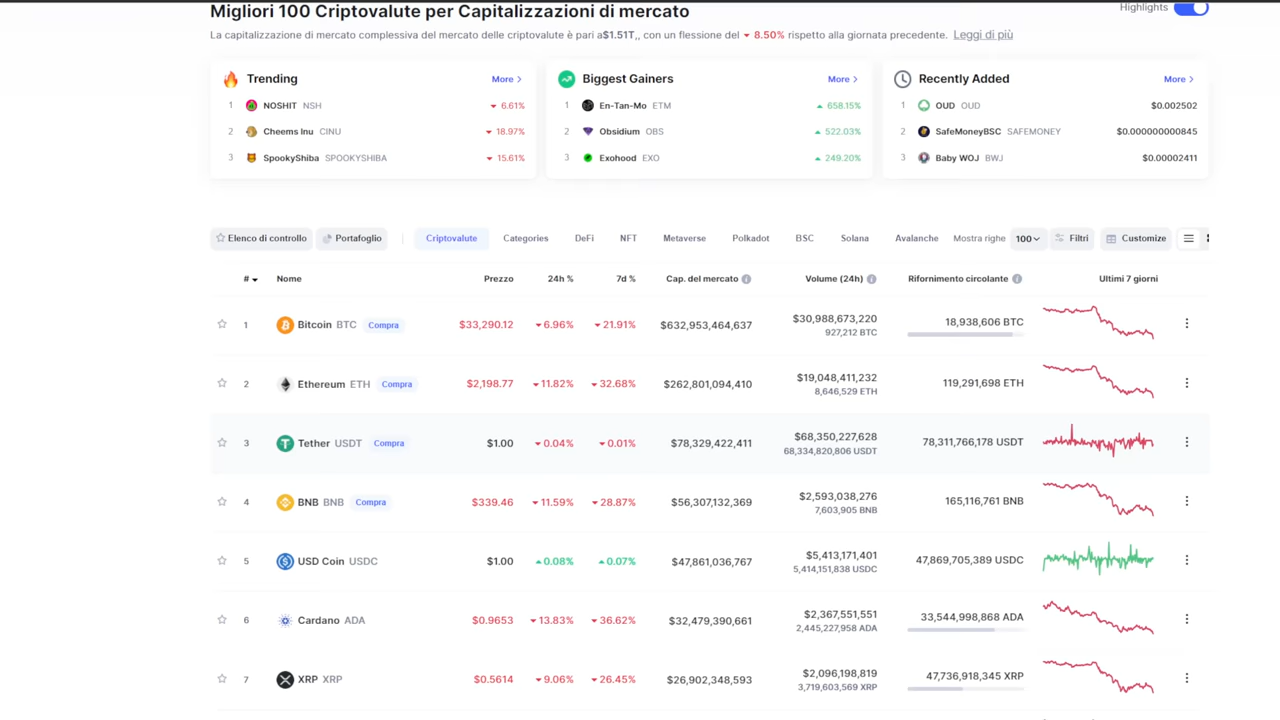 Migliori 100 Criptovalute per Capitalizzazioni di mercato
Highlights
La capitalizzazione di mercato complessiva del mercato delle criptovalute è pari a$1.51T,, con un flessione del 8.50% rispetto alla giornata precedente. Leggi di più
Trending More
1 NOSHIT NSH 6.61%
2 Cheems Inu CINU 18.97%
3 SpookyShiba SPOOKYSHIBA 15.61%
Biggest Gainers More
1 En-Tan-Mo ETM 658.15%
2 Obsidium OBS 522.03%
3 Exohood EXO 249.20%
Recently Added More
1 OUD OUD $0.002502
2 SafeMoneyBSC SAFEMONEY $0.000000000845
3 Baby WOJ BWJ $0.00002411
Elenco di controllo Portafoglio Criptovalute Categories DeFi NFT Metaverse Polkadot BSC Solana Avalanche Mostra righe 100 Filtri Customize
# Nome Prezzo 24h % 7d % Cap. del mercato Volume (24h) Rifornimento circolante Ultimi 7 giorni
1 Bitcoin BTC Compra $33,290.12 6.96% 21.91% $632,953,464,637 $30,988,673,220 18,938,606 BTC
927,212 BTC
2 Ethereum ETH Compra $2,198.77 11.82% 32.68% $262,801,094,410 $19,048,411,232 119,291,698 ETH
8,646,529 ETH
3 Tether USDT Compra $1.00 0.04% 0.01% $78,329,422,411 $68,350,227,628 78,311,766,178 USDT
68,334,820,806 USDT
4 BNB BNB Compra $339.46 11.59% 28.87% $56,307,132,369 $2,593,038,276 165,116,761 BNB
7,603,905 BNB
5 USD Coin USDC $1.00 0.08% 0.07% $47,861,036,767 $5,413,171,401 47,869,705,389 USDC
5,414,151,838 USDC
6 Cardano ADA $0.9653 13.83% 36.62% $32,479,390,661 $2,367,551,551 33,544,998,868 ADA
2,445,227,958 ADA
7 XRP XRP $0.5614 9.06% 26.45% $26,902,348,593 $2,096,198,819 47,736,918,345 XRP
3,719,603,569 XRP